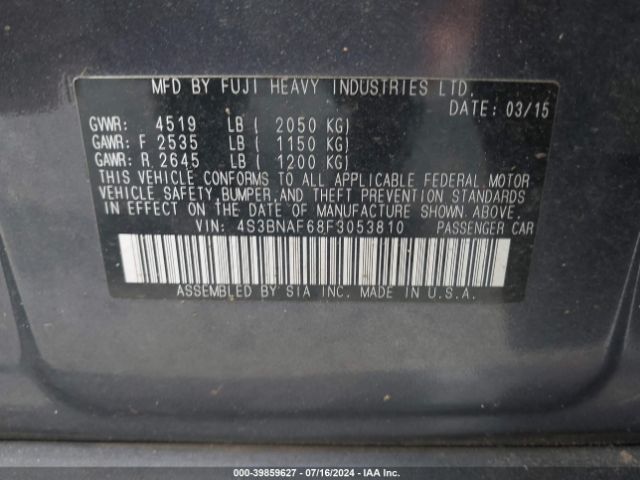 MFD BY FUJI HEAVY INDUSTRIES LTD.
DATE: 03/15
GVWR: 4519 LB ( 2050 KG)
GAWR: F 2535 LB ( 1150 KG)
GAWR: R 2645 LB ( 1200 KG)
THIS VEHICLE CONFORMS TO ALL APPLICABLE FEDERAL MOTOR
VEHICLE SAFETY, BUMPER, AND THEFT PREVENTION STANDARDS
IN EFFECT ON THE DATE OF MANUFACTURE SHOWN ABOVE.
VIN: 4S3BNAF68F3053810 PASSENGER CAR
ASSEMBLED BY SIA INC. MADE IN U.S.A.
000-39859627 - 07/16/2024 - IAA Inc.